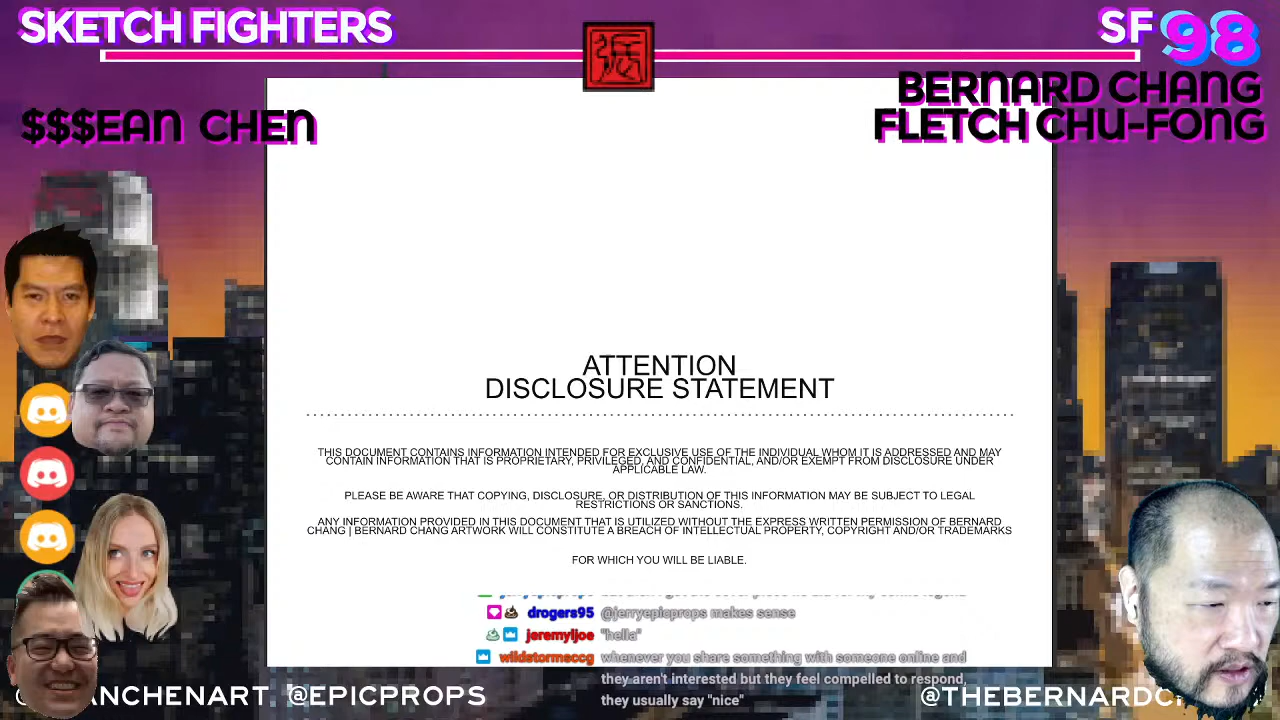 SKETCH FIGHTERS
SF 98
BERNARD CHANG
$$$EAN CHEN
FLETCH CHU-FONG
ATTENTION
DISCLOSURE STATEMENT
THIS DOCUMENT CONTAINS INFORMATION INTENDED FOR EXCLUSIVE USE OF THE INDIVIDUAL WHOM IT IS ADDRESSED AND MAY
CONTAIN INFORMATION THAT IS PROPRIETARY, PRIVILEGED, AND CONFIDENTIAL, AND/OR EXEMPT FROM DISCLOSURE UNDER
APPLICABLE LAW.
PLEASE BE AWARE THAT COPYING, DISCLOSURE, OR DISTRIBUTION OF THIS INFORMATION MAY BE SUBJECT TO LEGAL
RESTRICTIONS OR SANCTIONS.
ANY INFORMATION PROVIDED IN THIS DOCUMENT THAT IS UTILIZED WITHOUT THE EXPRESS WRITTEN PERMISSION OF BERNARD
CHANG | BERNARD CHANG ARTWORK WILL CONSTITUTE A BREACH OF INTELLECTUAL PROPERTY, COPYRIGHT AND/OR TRADEMARKS
FOR WHICH YOU WILL BE LIABLE.
drogers95 @jerryepicprops makes sense
jeremyljoe "hella"
wildstormsccg whenever you share something with someone online and
they aren't interested but they feel compelled to respond,
they usually say "nice"
@EPICPROPS